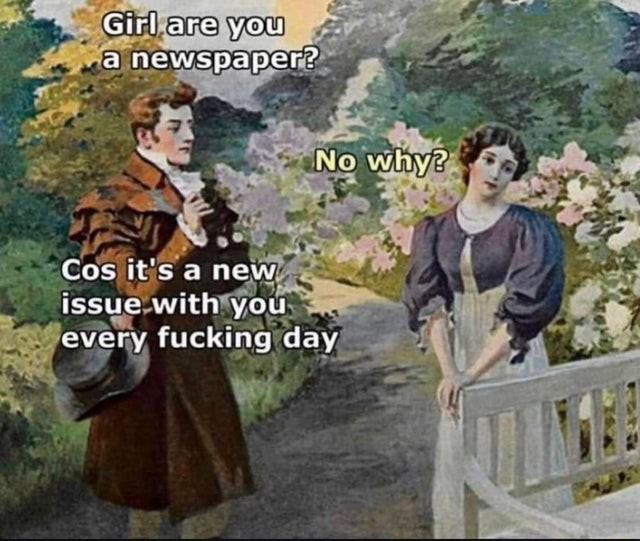 Girl are you
a newspaper?
No why?
Cos it's a new
issue with you
every fucking day